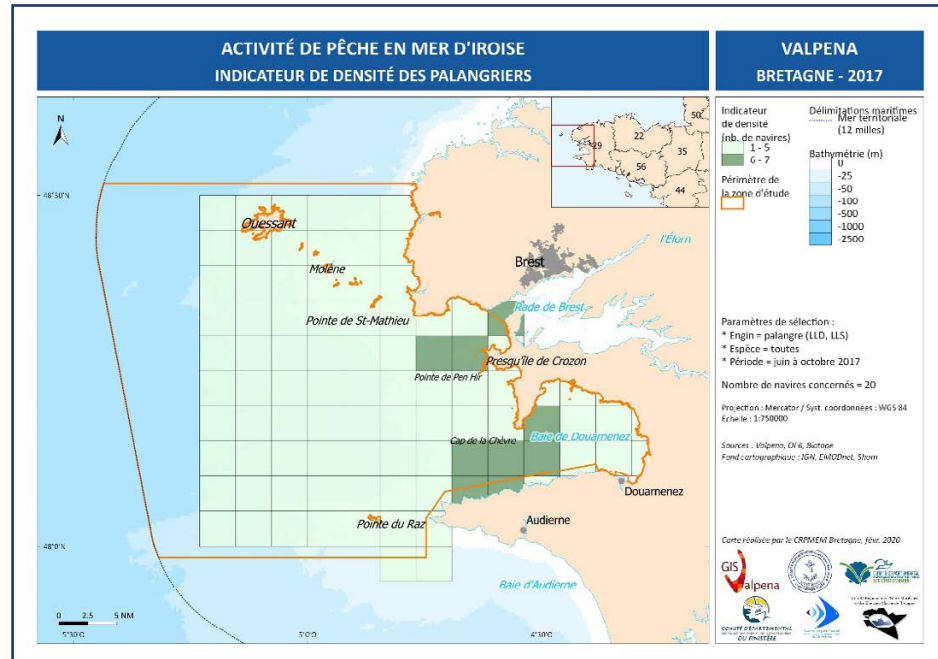 ACTIVITÉ DE PÊCHE EN MER D'IROISE
INDICATEUR DE DENSITÉ DES PALANGRIERS
VALPENA
BRETAGNE - 2017
N
48°30'N
48°0'N
5°30'O
5°0'O
4°30'O
0 2.5 5 NM
Ouessant
Molène
Pointe de St-Mathieu
Brest
l'Élorn
Rade de Brest
Presqu'île de Crozon
Pointe de Pen Hir
Cap de la Chèvre
Baie de Douarnenez
Douarnenez
Pointe du Raz
Audierne
Baie d'Audierne
50
22
29
35
56
44
Indicateur
de densité
(nb. de navires)
1 - 5
6 - 7
Périmètre de
la zone d'étude
Délimitations maritimes
Mer territoriale
(12 milles)
Bathymétrie (m)
0
-25
-50
-100
-500
-1000
-2500
Paramètres de sélection :
* Engin = palangre (LLD, LLS)
* Espèce = toutes
* Période = juin à octobre 2017
Nombre de navires concernés = 20
Projection : Mercator / Syst. coordonnées : WGS 84
Échelle : 1:750000
Sources : Valpena, OFB, Biotope
Fond cartographique : IGN, EMODnet, Shom
Carte réalisée par le CRPMEM Bretagne, févr. 2020
GIS
Valpena
COMITÉ DÉPARTEMENTAL
DU FINISTÈRE